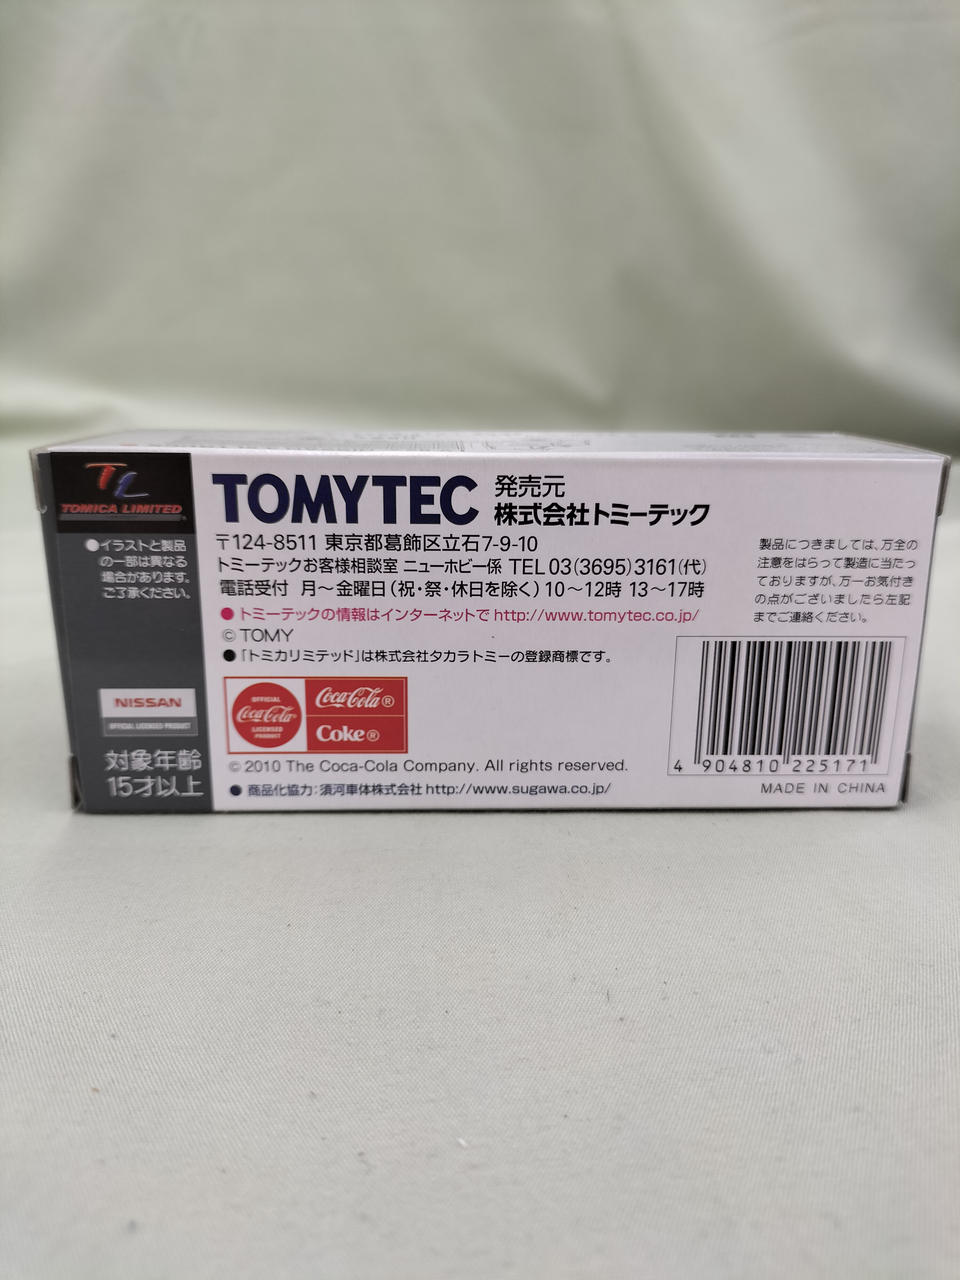 TL
TOMICA LIMITED
●イラストと製品
の一部は異なる
場合があります。
ご了承ください。
NISSAN
OFFICIAL LICENSED PRODUCT
対象年齢
15才以上
TOMYTEC
発売元
株式会社トミーテック
〒124-8511 東京都葛飾区立石7-9-10
トミーテックお客様相談室 ニューホビー係 TEL 03(3695)3161(代)
電話受付 月～金曜日(祝・祭・休日を除く)10～12時 13～17時
●トミーテックの情報はインターネットで http://www.tomytec.co.jp/
© TOMY
●「トミカリミテッド」は株式会社タカラトミーの登録商標です。
OFFICIAL
Coca-Cola®
LICENSED
PRODUCT
Coca-Cola®
Coke®
© 2010 The Coca-Cola Company. All rights reserved.
●商品化協力:須河車体株式会社 http://www.sugawa.co.jp/
製品につきましては、万全の
注意をはらって製造に当たっ
ておりますが、万一お気付き
の点がございましたら左記
までご連絡ください。
4 904810 225171
MADE IN CHINA